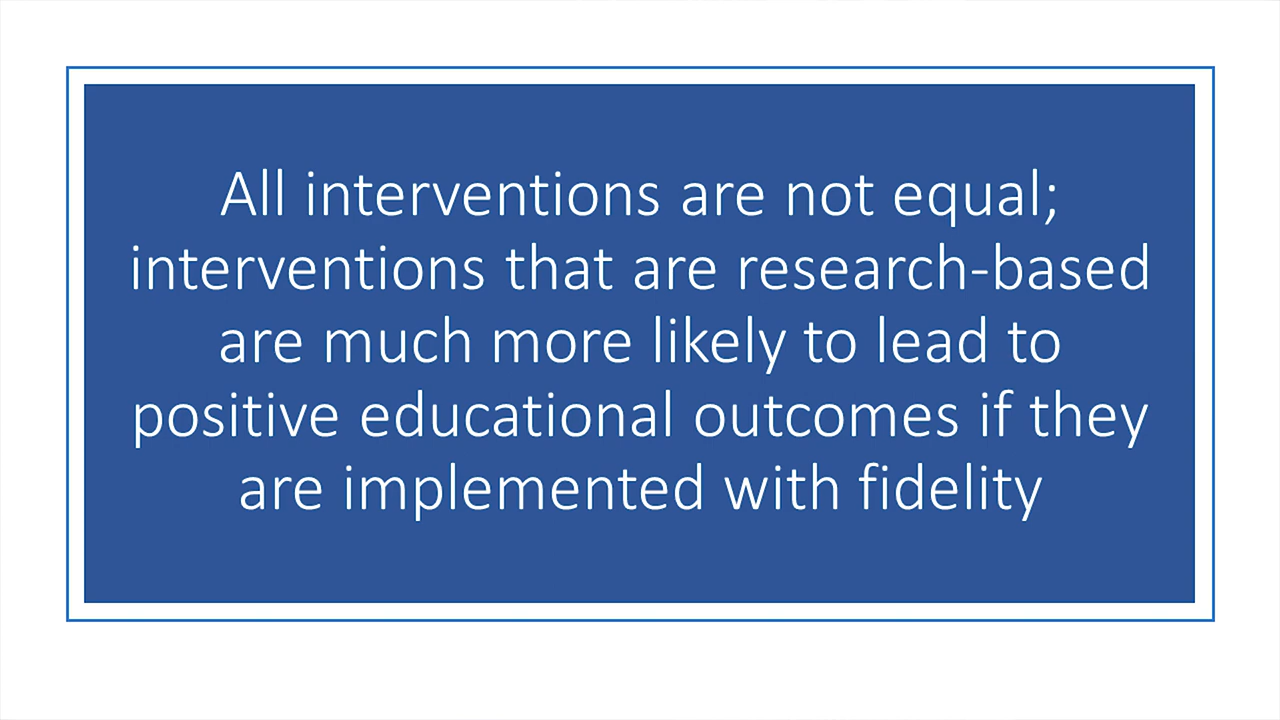 All interventions are not equal;
interventions that are research-based
are much more likely to lead to
positive educational outcomes if they
are implemented with fidelity